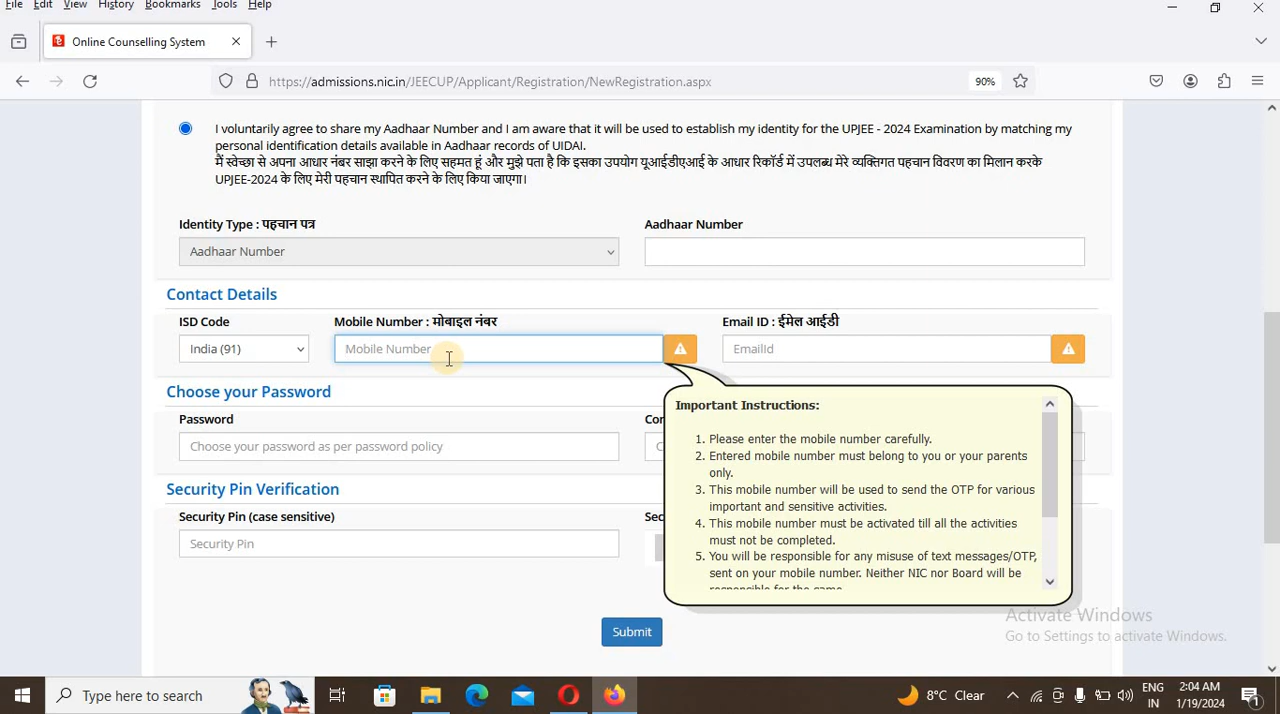 File Edit View History Bookmarks Tools Help
Online Counselling System
https://admissions.nic.in/JEECUP/Applicant/Registration/NewRegistration.aspx 90%
I voluntarily agree to share my Aadhaar Number and I am aware that it will be used to establish my identity for the UPJEE - 2024 Examination by matching my
personal identification details available in Aadhaar records of UIDAI.
मैं स्वेच्छा से अपना आधार नंबर साझा करने के लिए सहमत हूं और मुझे पता है कि इसका उपयोग यूआईडीएआई के आधार रिकॉर्ड में उपलब्ध मेरे व्यक्तिगत पहचान विवरण का मिलान करके
UPJEE-2024 के लिए मेरी पहचान स्थापित करने के लिए किया जाएगा।
Identity Type : पहचान पत्र Aadhaar Number
Aadhaar Number
Contact Details
ISD Code Mobile Number : मोबाइल नंबर Email ID : ईमेल आईडी
India (91) Mobile Number EmailId
Choose your Password
Password
Choose your password as per password policy
Important Instructions:
1. Please enter the mobile number carefully.
2. Entered mobile number must belong to you or your parents
only.
3. This mobile number will be used to send the OTP for various
important and sensitive activities.
4. This mobile number must be activated till all the activities
must not be completed.
5. You will be responsible for any misuse of text messages/OTP,
sent on your mobile number. Neither NIC nor Board will be
responsible for the same
Security Pin Verification
Security Pin (case sensitive)
Security Pin
Submit
Activate Windows
Go to Settings to activate Windows.
Type here to search 8°C Clear ENG 2:04 AM
IN 1/19/2024 1